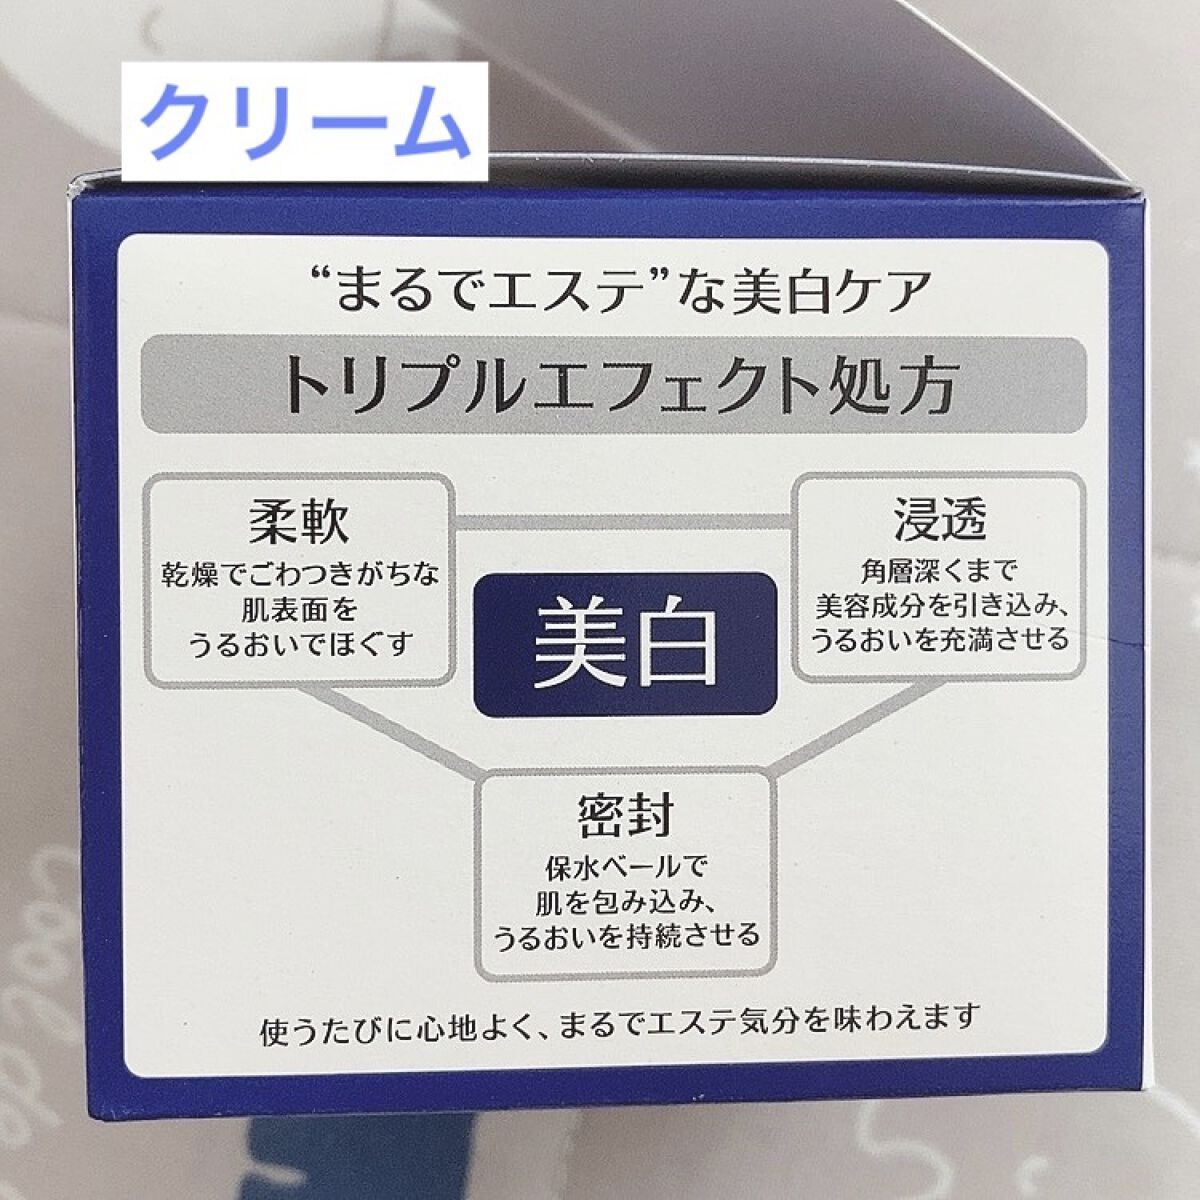 クリーム
“まるでエステ”な美白ケア
トリプルエフェクト処方
柔軟
乾燥でごわつきがちな
肌表面を
うるおいでほぐす
浸透
角層深くまで
美容成分を引き込み、
うるおいを充満させる
美白
密封
保水ベールで
肌を包み込み、
うるおいを持続させる
使うたびに心地よく、まるでエステ気分を味わえます